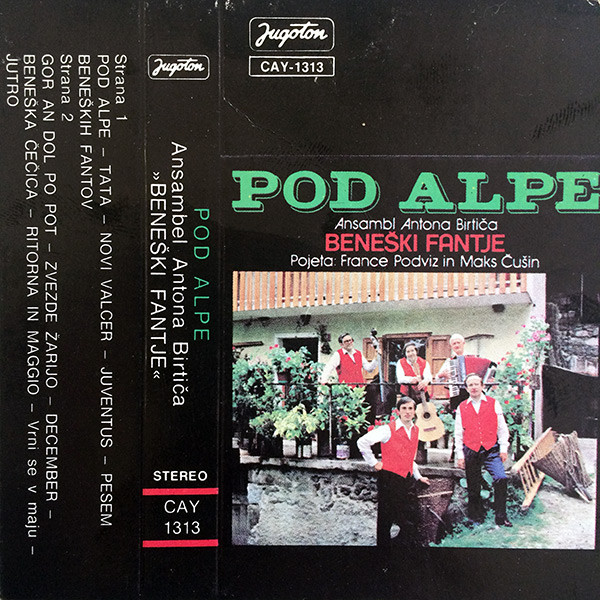 Strana 1
POD ALPE – TATA – NOVI VALCER – JUVENTUS – PESEM
BENEŠKIH FANTOV
Strana 2
GOR AN DOL PO POT – ZVEZDE ŽARIJO – DECEMBER –
BENEŠKA ČEČICA – RITORNA IN MAGGIO – Vrni se v maju –
JUTRO
Jugoton
POD ALPE
Ansambel Antona Birtiča
»BENEŠKI FANTJE«
STEREO
CAY
1313
Jugoton
CAY-1313
POD ALPE
Ansambl Antona Birtiča
BENEŠKI FANTJE
Pojeta: France Podviz in Maks Čušin